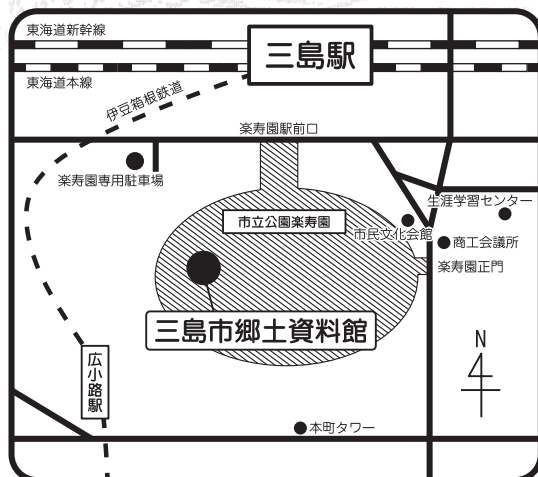 東海道新幹線
三島駅
東海道本線
伊豆箱根鉄道
楽寿園駅前口
楽寿園専用駐車場
生涯学習センター
市立公園楽寿園
市民文化会館
商工会議所
楽寿園正門
三島市郷土資料館
N
広小路駅
本町タワー